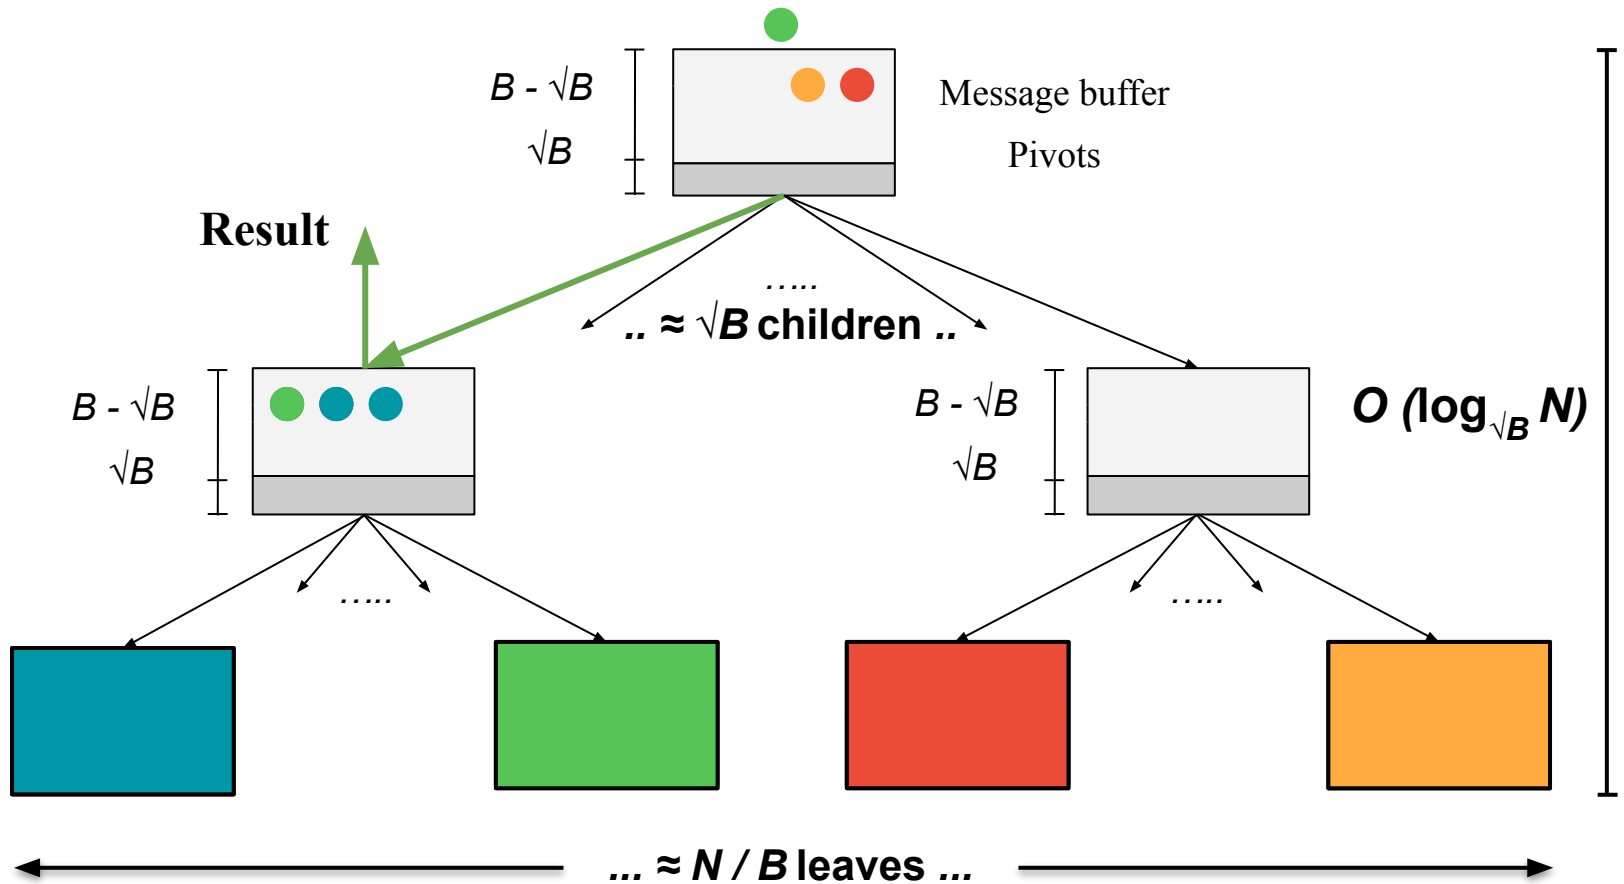 B - √B
Message buffer
√B
Pivots
Result
.....
.. ≈ √B children ..
B - √B
√B
B - √B
√B
O (log√B N)
.....
.....
... ≈ N / B leaves ...